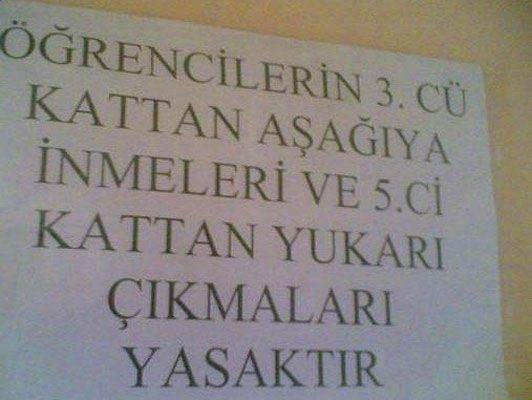 ÖĞRENCİLERİN 3. CÜ
KATTAN AŞAĞIYA
İNMELERİ VE 5.Cİ
KATTAN YUKARI
ÇIKMALARI
YASAKTIR